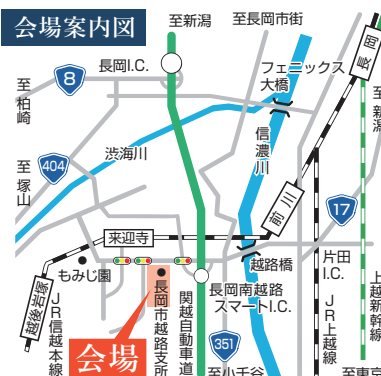 会場案内図
至新潟
至長岡市街
8
長岡I.C.
フェニックス
大橋
長岡
至柏崎
至新潟
渋海川
信濃川
404
至塚山
17
前川
来迎寺
もみじ園
越路橋
片田
I.C.
越後岩塚
JR信越本線
長岡市越路支所
関越自動車道
長岡南越路
スマートI.C.
JR上越線
上越新幹線
会場
351
至小千谷
至東京